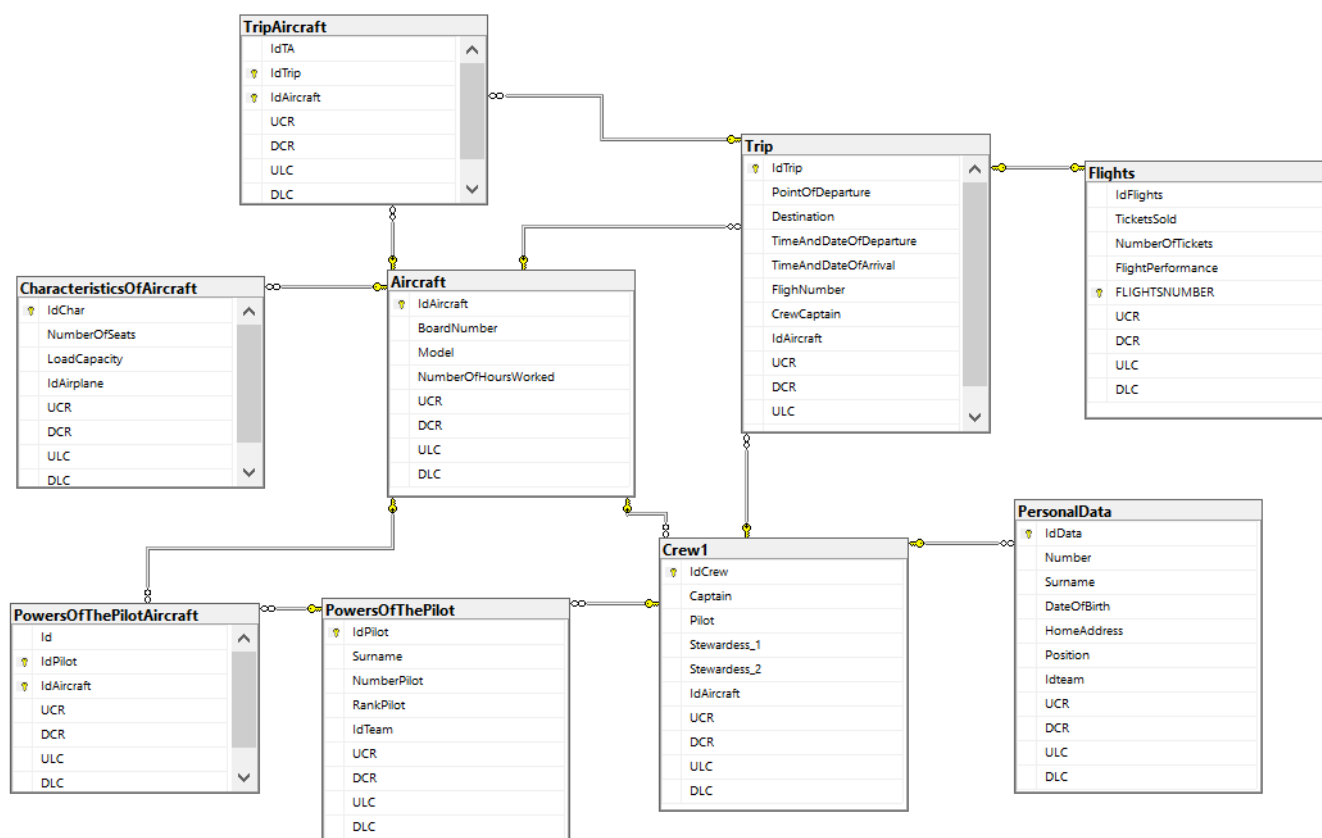 TripAircraft
IdTA
IdTrip
IdAircraft
UCR
DCR
ULC
DLC
Trip
IdTrip
PointOfDeparture
Destination
TimeAndDateOfDeparture
TimeAndDateOfArrival
FlighNumber
CrewCaptain
IdAircraft
UCR
DCR
ULC
Flights
IdFlights
TicketsSold
NumberOfTickets
FlightPerformance
FLIGHTSNUMBER
UCR
DCR
ULC
DLC
CharacteristicsOfAircraft
IdChar
NumberOfSeats
LoadCapacity
IdAirplane
UCR
DCR
ULC
DLC
Aircraft
IdAircraft
BoardNumber
Model
NumberOfHoursWorked
UCR
DCR
ULC
DLC
PowersOfThePilotAircraft
Id
IdPilot
IdAircraft
UCR
DCR
ULC
DLC
PowersOfThePilot
IdPilot
Surname
NumberPilot
RankPilot
IdTeam
UCR
DCR
ULC
DLC
Crew1
IdCrew
Captain
Pilot
Stewardess_1
Stewardess_2
IdAircraft
UCR
DCR
ULC
DLC
PersonalData
IdData
Number
Surname
DateOfBirth
HomeAddress
Position
Idteam
UCR
DCR
ULC
DLC